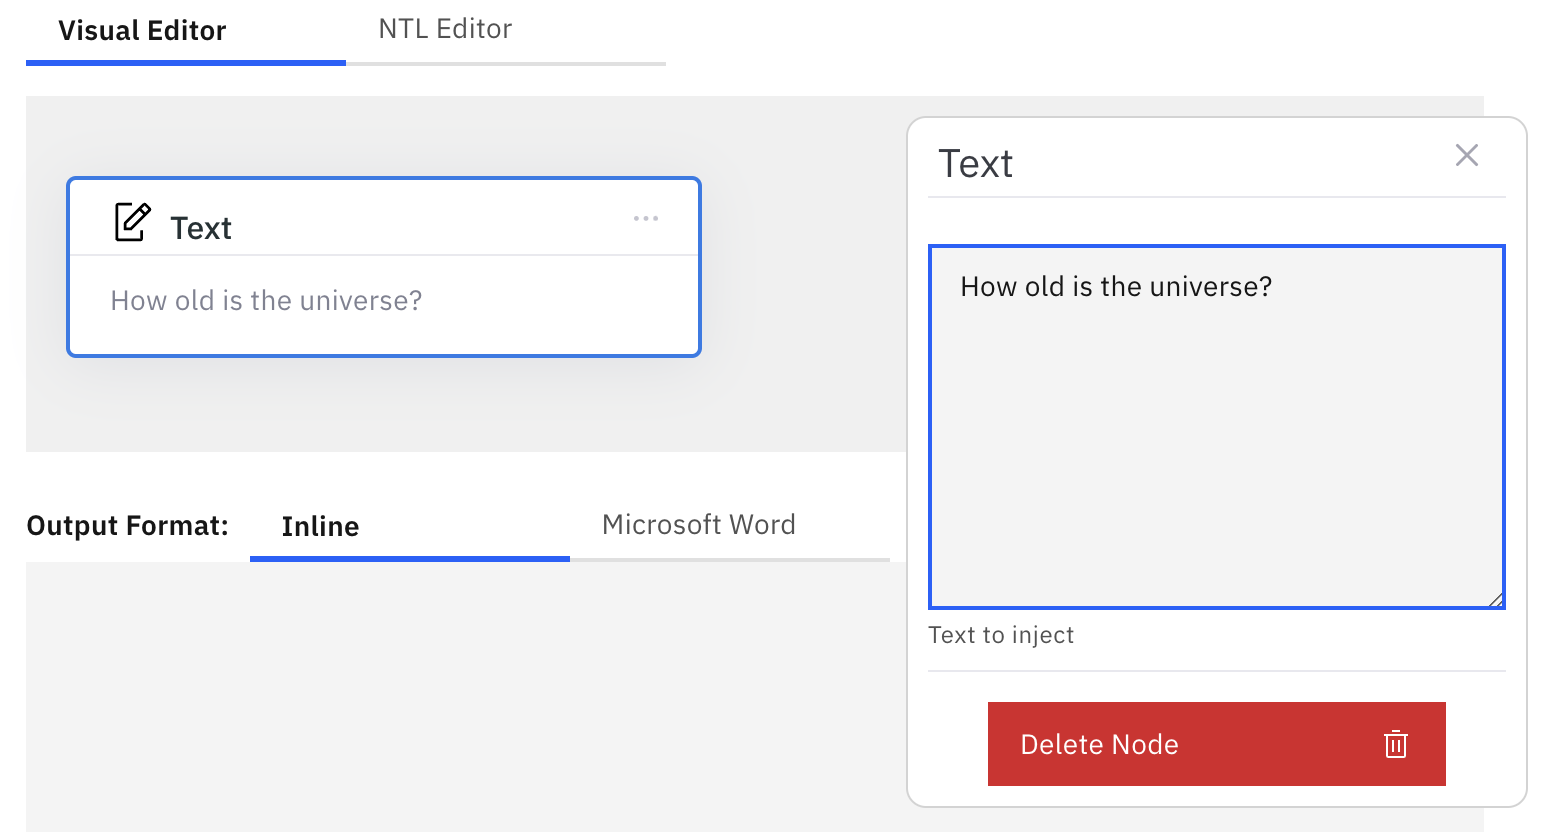 Visual Editor
NTL Editor
Text
How old is the universe?
Output Format:
Inline
Microsoft Word
Text
How old is the universe?
Text to inject
Delete Node